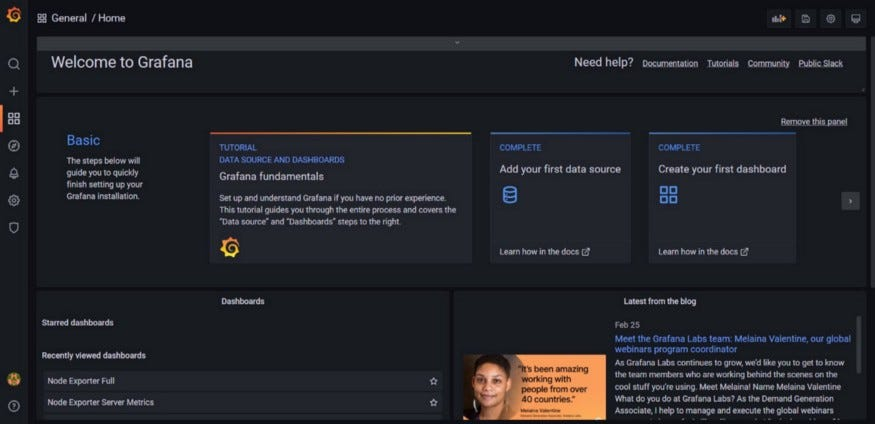 General / Home
Welcome to Grafana
Need help? Documentation Tutorials Community Public Slack
Remove this panel
Basic
The steps below will
guide you to quickly
finish setting up your
Grafana installation.
TUTORIAL
DATA SOURCE AND DASHBOARDS
Grafana fundamentals
Set up and understand Grafana if you have no prior experience.
This tutorial guides you through the entire process and covers the
"Data source" and "Dashboards" steps to the right.
COMPLETE
Add your first data source
Learn how in the docs
COMPLETE
Create your first dashboard
Learn how in the docs
Dashboards
Starred dashboards
Recently viewed dashboards
Node Exporter Full
Node Exporter Server Metrics
Latest from the blog
Feb 25
Meet the Grafana Labs team: Melaina Valentine, our global
webinars program coordinator
As Grafana Labs continues to grow, we'd like you to get to know
the team members who are working behind the scenes on the
cool stuff you're using. Meet Melaina! Name Melaina Valentine
What do you do at Grafana Labs? As the Demand Generation
Associate, I help to manage and execute the global webinars
"It's been amazing
working with
people from over
40 countries."
Melaina Valentine